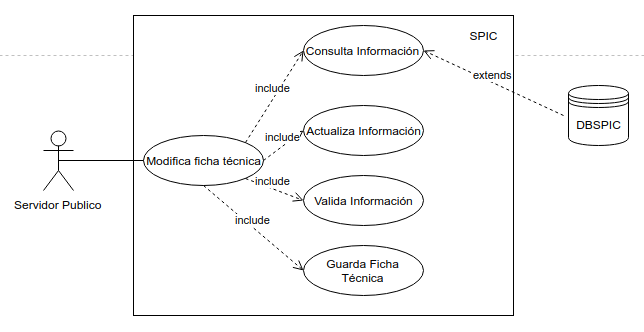 SPIC
Consulta Información
extends
include
DBSPIC
Actualiza Información
include
Modifica ficha técnica
include
Valida Información
Servidor Publico
include
Guarda Ficha
Técnica